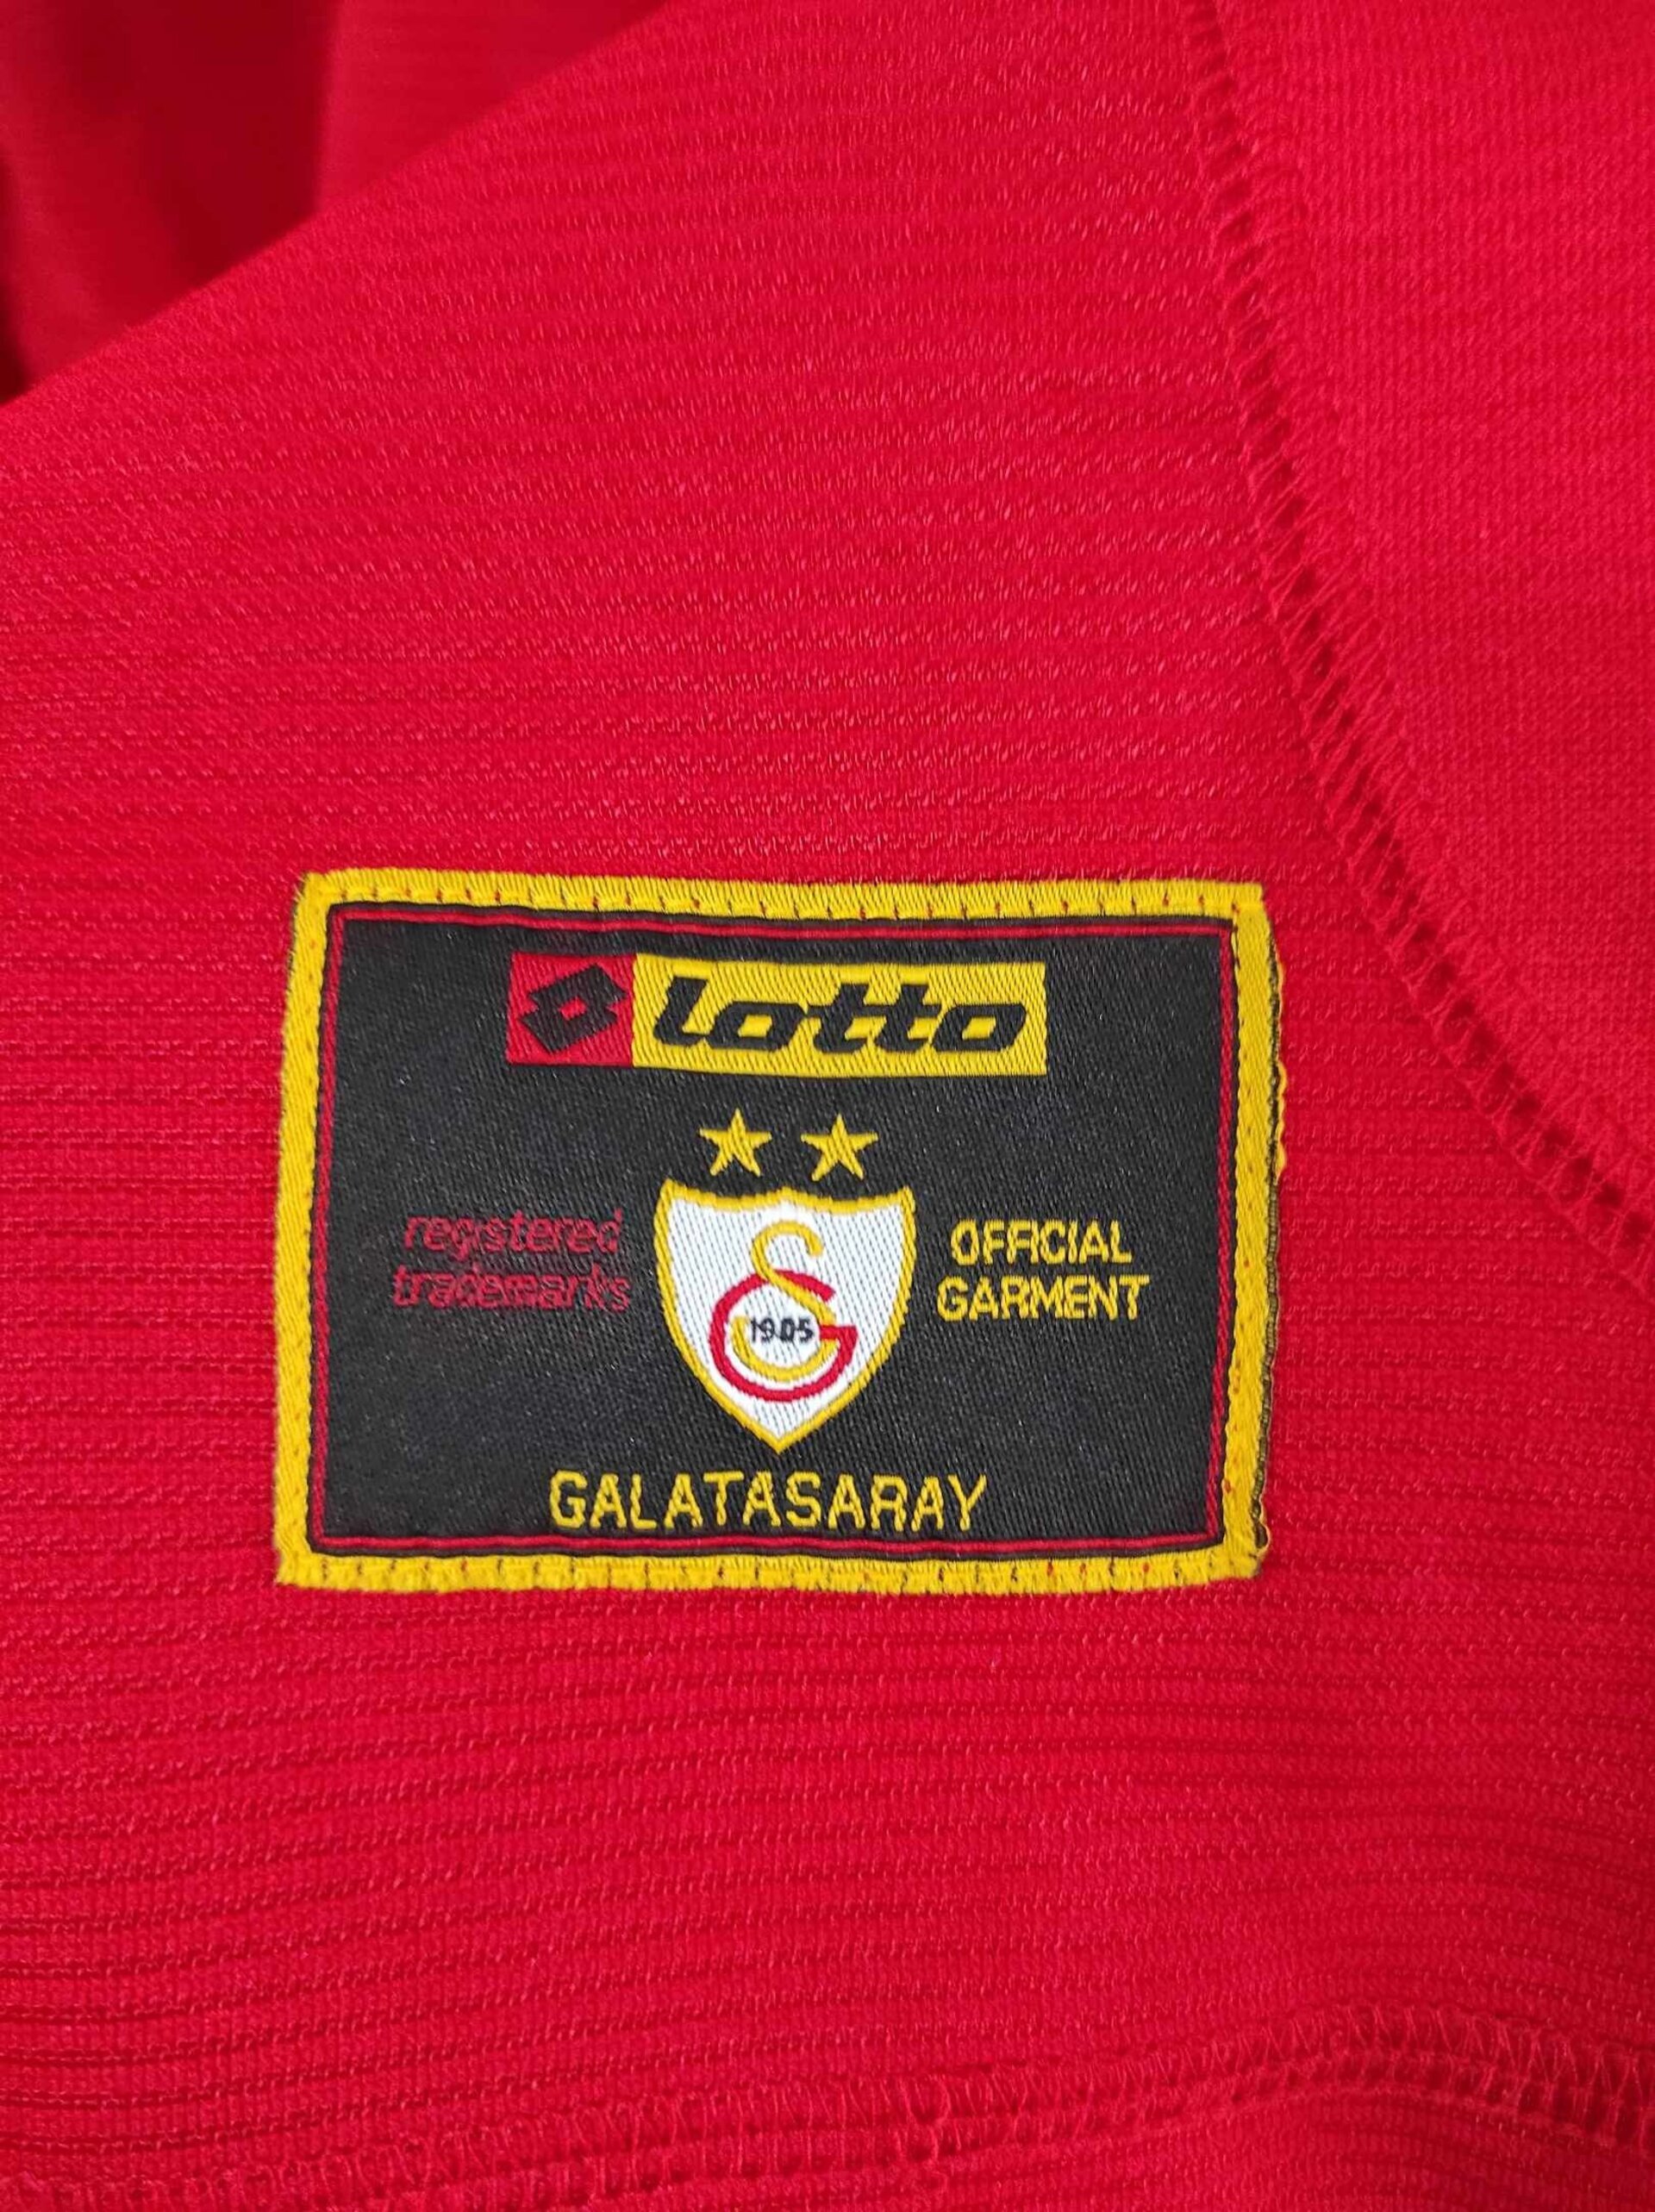 lotto
registered
trademarks
OFFICIAL
GARMENT
1905
GALATASARAY